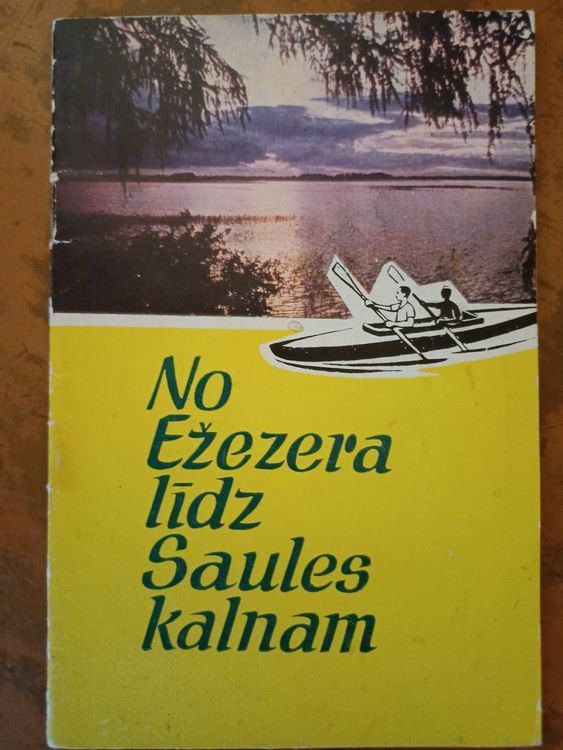 No
Ežezera
līdz
Saules
kalnam